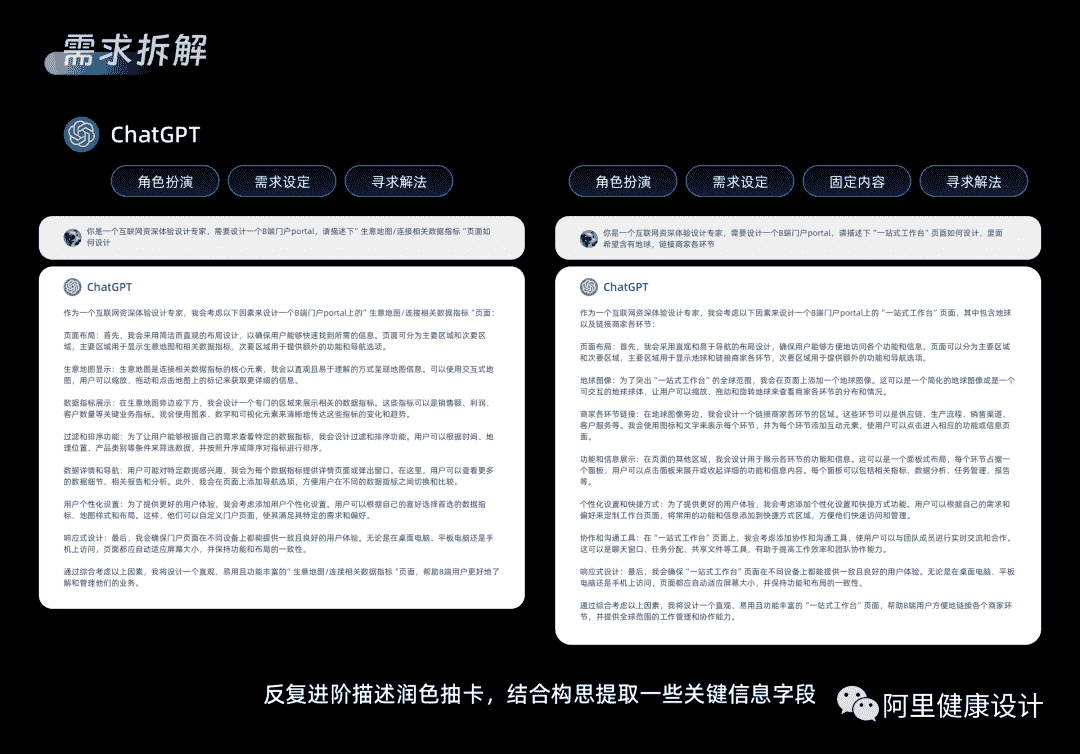 需求拆解
ChatGPT
角色扮演
需求设定
寻求解法
你是一个互联网资深体验设计专家，需要设计一个B端门户portal，请描述下”生意地图/连接相关数据指标“页面如
何设计
ChatGPT
作为一个互联网资深体验设计专家，我会考虑以下因素来设计一个B端门户portal上的”生意地图/连接相关数据指标“页面：
页面布局：首先，我会采用简洁而直观的布局设计，以确保用户能够快速找到所需的信息。页面可分为主要区域和次要区
域，主要区域用于显示生意地图和相关数据指标，次要区域用于提供额外的功能和导航选项。
生意地图显示：生意地图是连接相关数据指标的核心元素，我会以直观且易于理解的方式呈现地图信息。可以使用交互式地
图，用户可以缩放、拖动和点击地图上的标记来获取更详细的信息。
数据指标展示：在生意地图旁边或下方，我会设计一个专门的区域来展示相关的数据指标。这些指标可以是销售额、利润、
客户数量等关键业务指标。我会使用图表、数字和可视化元素来清晰地传达这些指标的变化和趋势。
过滤和排序功能：为了让用户能够根据自己的需求查看特定的数据指标，我会设计过滤和排序功能。用户可以根据时间、地
理位置、产品类别等条件来筛选数据，并按照升序或降序对指标进行排序。
数据详情和导航：用户可能对特定数据感兴趣，我会为每个数据指标提供详情页面或弹出窗口。在这里，用户可以查看更多
的数据细节、相关报告和分析。此外，我会在页面上添加导航选项，方便用户在不同的数据指标之间切换和比较。
用户个性化设置：为了提供更好的用户体验，我会考虑添加用户个性化设置。用户可以根据自己的喜好选择首选的数据指
标、地图样式和布局。这样，他们可以自定义门户页面，使其满足其特定的需求和偏好。
响应式设计：最后，我会确保门户页面在不同设备上都能提供一致且良好的用户体验。无论是在桌面电脑、平板电脑还是手
机上访问，页面都应自动适应屏幕大小，并保持功能和布局的一致性。
通过综合考虑以上因素，我将设计一个直观、易用且功能丰富的”生意地图/连接相关数据指标“页面，帮助B端用户更好地了
解和管理他们的业务。
角色扮演
需求设定
固定内容
寻求解法
你是一个互联网资深体验设计专家，需要设计一个B端门户portal，请描述下“一站式工作台”页面如何设计，里面
希望含有地球，链接商家各环节
ChatGPT
作为一个互联网资深体验设计专家，我会考虑以下因素来设计一个B端门户portal上的“一站式工作台”页面，其中包含地球
以及链接商家各环节：
页面布局：首先，我会采用直观和易于导航的布局设计，确保用户能够方便地访问各个功能和信息。页面可以分为主要区域
和次要区域，主要区域用于显示地球和链接商家各环节，次要区域用于提供额外的功能和导航选项。
地球图像：为了突出“一站式工作台”的全球范围，我会在页面上添加一个地球图像。这可以是一个简化的地球图或是一个
可交互的地球球体，让用户可以缩放、拖动和旋转地球来查看商家各环节的分布和情况。
商家各环节链接：在地球图像旁边，我会设计一个链接商家各环节的区域。这些环节可以是供应链、生产流程、销售渠道、
客户服务等。我会使用图标和文字来表示每个环节，并为每个环节添加互动元素，使用户可以点击进入相应的功能或信息页
面。
功能和信息展示：在页面的其他区域，我会设计用于展示各环节的功能和信息。这可以是一个面板式布局，每个环节占据一
个面板，用户可以点击面板来展开或收起详细的功能和信息内容。每个面板可以包括相关指标、数据分析、任务管理、报告
等。
个性化设置和快捷方式：为了提供更好的用户体验，我会考虑添加个性化设置和快捷方式功能。用户可以根据自己的需求和
偏好来定制工作台页面，将常用的功能和信息添加到快捷方式区域，方便他们快速访问和管理。
协作和沟通工具：在“一站式工作台”页面上，我会考虑添加协作和沟通工具，使用户可以与团队成员进行实时交流和合作。
这可以是聊天窗口、任务分配、共享文件等工具，有助于提高工作效率和团队协作能力。
响应式设计：最后，我会确保“一站式工作台”页面在不同设备上都能提供一致且良好的用户体验。无论是在桌面电脑、平板
电脑还是手机上访问，页面都应自动适应屏幕大小，并保持功能和布局的一致性。
通过综合考虑以上因素，我将设计一个直观、易用且功能丰富的“一站式工作台”页面，帮助B端用户方便地链接各个商家环
节，并提供全球范围的工作管理和协作能力。
反复进阶描述润色抽卡，结合构思提取一些关键信息字段
阿里健康设计